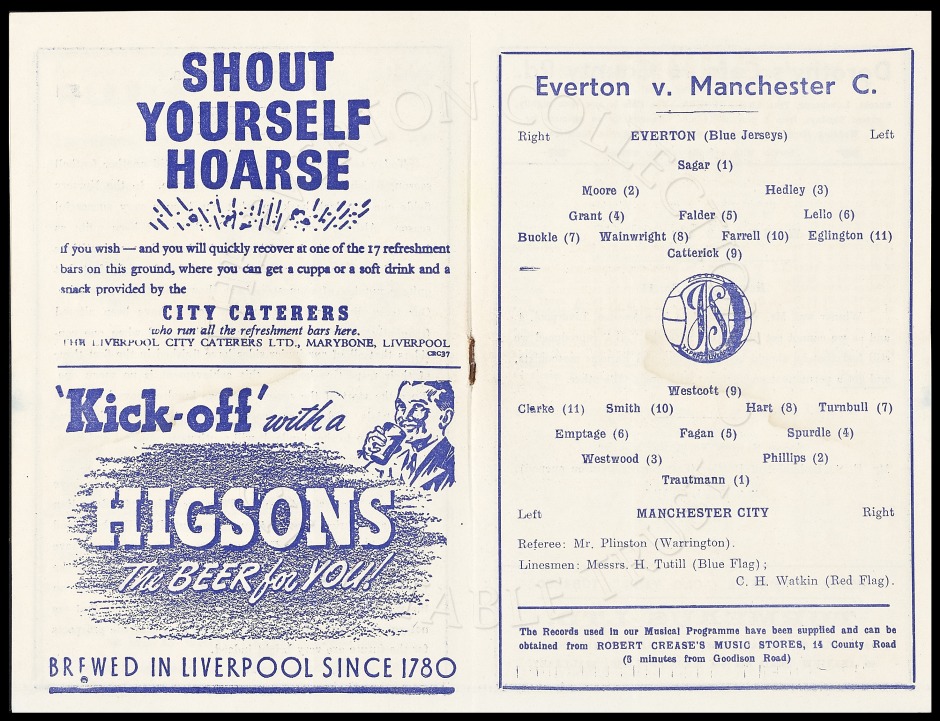 SHOUT
YOURSELF
HOARSE
if you wish — and you will quickly recover at one of the 17 refreshment
bars on this ground, where you can get a cuppa or a soft drink and a
snack provided by the
CITY CATERERS
who run all the refreshment bars here.
THE LIVERPOOL CITY CATERERS LTD., MARYBONE, LIVERPOOL
CRC37
'Kick-off' with a
HIGSONS
The BEER for YOU!
BREWED IN LIVERPOOL SINCE 1780
Everton v. Manchester C.
Right EVERTON (Blue Jerseys) Left
Sagar (1)
Moore (2) Hedley (3)
Grant (4) Falder (5) Lello (6)
Buckle (7) Wainwright (8) Farrell (10) Eglington (11)
Catterick (9)
Westcott (9)
Clarke (11) Smith (10) Hart (8) Turnbull (7)
Emptage (6) Fagan (5) Spurdle (4)
Westwood (3) Phillips (2)
Trautmann (1)
Left MANCHESTER CITY Right
Referee: Mr. Plinston (Warrington).
Linesmen: Messrs. H. Tutill (Blue Flag);
C. H. Watkin (Red Flag).
The Records used in our Musical Programme have been supplied and can be
obtained from ROBERT CREASE'S MUSIC STORES, 14 County Road
(3 minutes from Goodison Road)